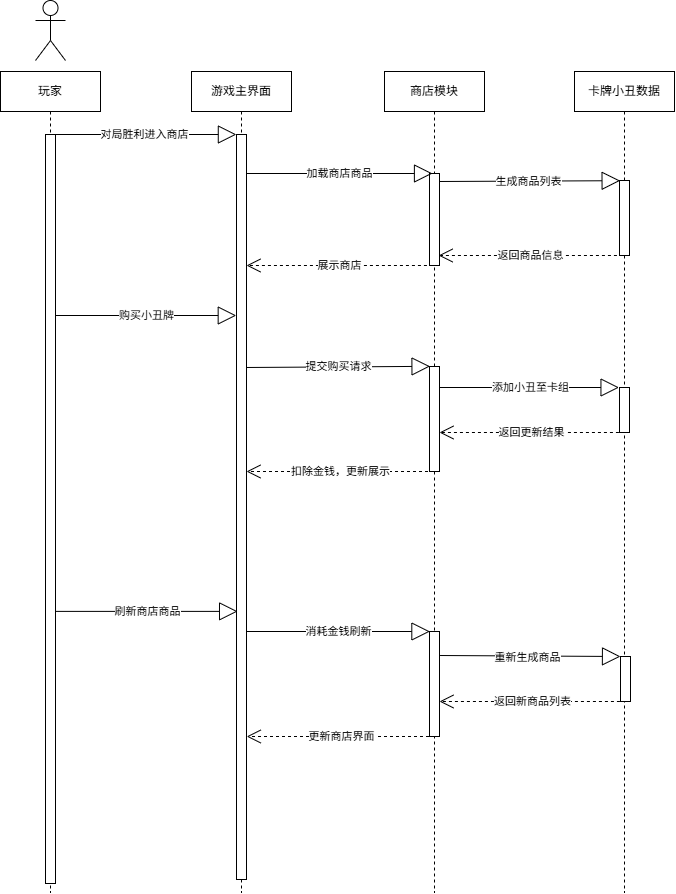 玩家
游戏主界面
商店模块
卡牌小丑数据
对局胜利进入商店
加载商店商品
生成商品列表
返回商品信息
展示商店
购买小丑牌
提交购买请求
添加小丑至卡组
返回更新结果
扣除金钱，更新展示
刷新商店商品
消耗金钱刷新
重新生成商品
返回新商品列表
更新商店界面